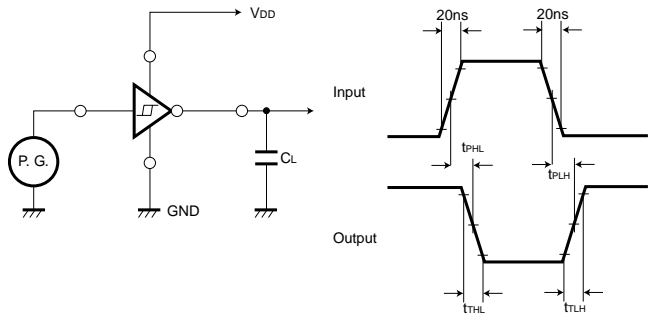 VDD
20ns 20ns
Input
P. G.
CL
tPHL
tPLH
GND
Output
tTHL
tTLH